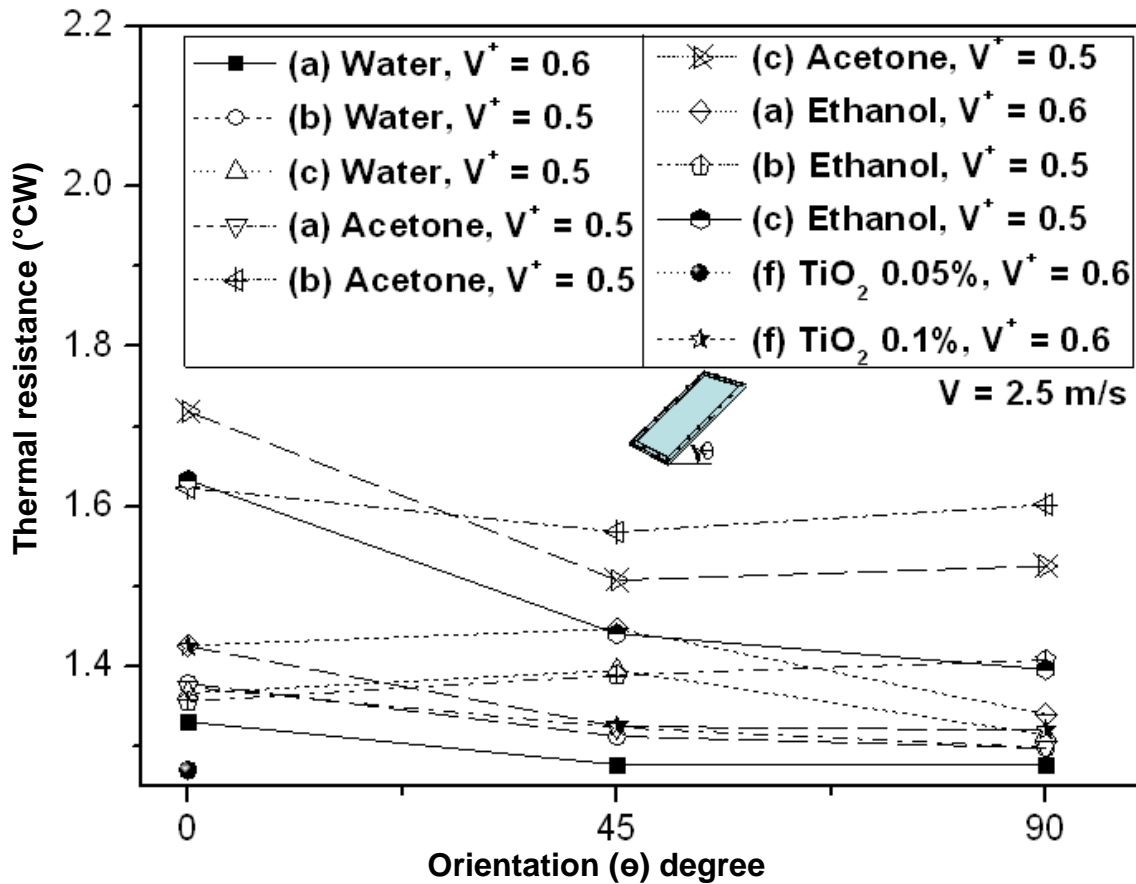 2.2
2.0
1.8
1.6
1.4
Thermal resistance (°CW)
(a) Water, V⁺ = 0.6
(b) Water, V⁺ = 0.5
(c) Water, V⁺ = 0.5
(a) Acetone, V⁺ = 0.5
(b) Acetone, V⁺ = 0.5
(c) Acetone, V⁺ = 0.5
(a) Ethanol, V⁺ = 0.6
(b) Ethanol, V⁺ = 0.5
(c) Ethanol, V⁺ = 0.5
(f) TiO₂ 0.05%, V⁺ = 0.6
(f) TiO₂ 0.1%, V⁺ = 0.6
V = 2.5 m/s
θ
0 45 90
Orientation (ɵ) degree